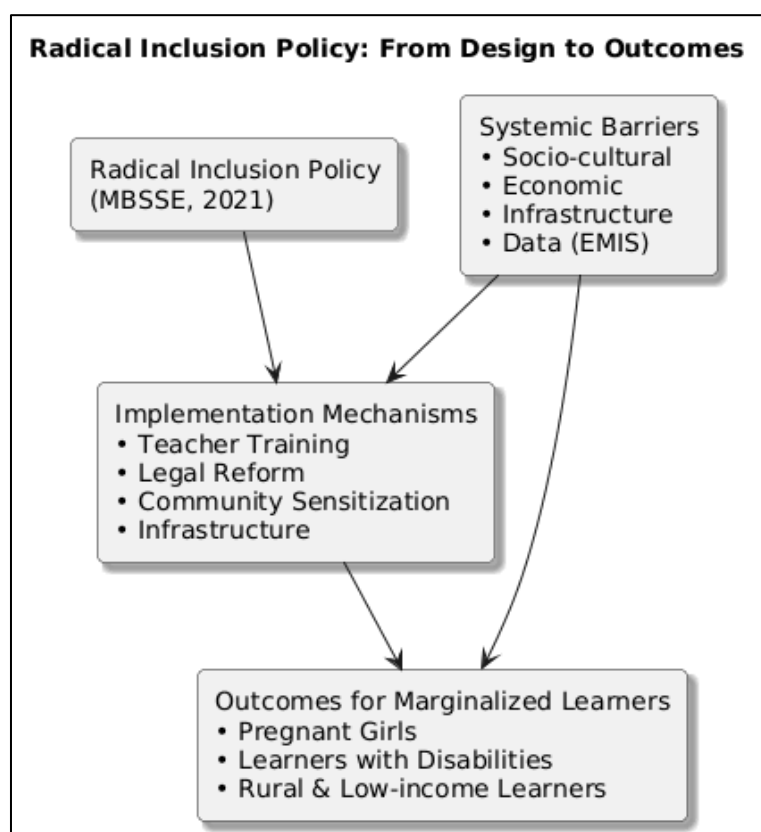 Radical Inclusion Policy: From Design to Outcomes
Radical Inclusion Policy
(MBSSE, 2021)
Systemic Barriers
• Socio-cultural
• Economic
• Infrastructure
• Data (EMIS)
Implementation Mechanisms
• Teacher Training
• Legal Reform
• Community Sensitization
• Infrastructure
Outcomes for Marginalized Learners
• Pregnant Girls
• Learners with Disabilities
• Rural & Low-income Learners